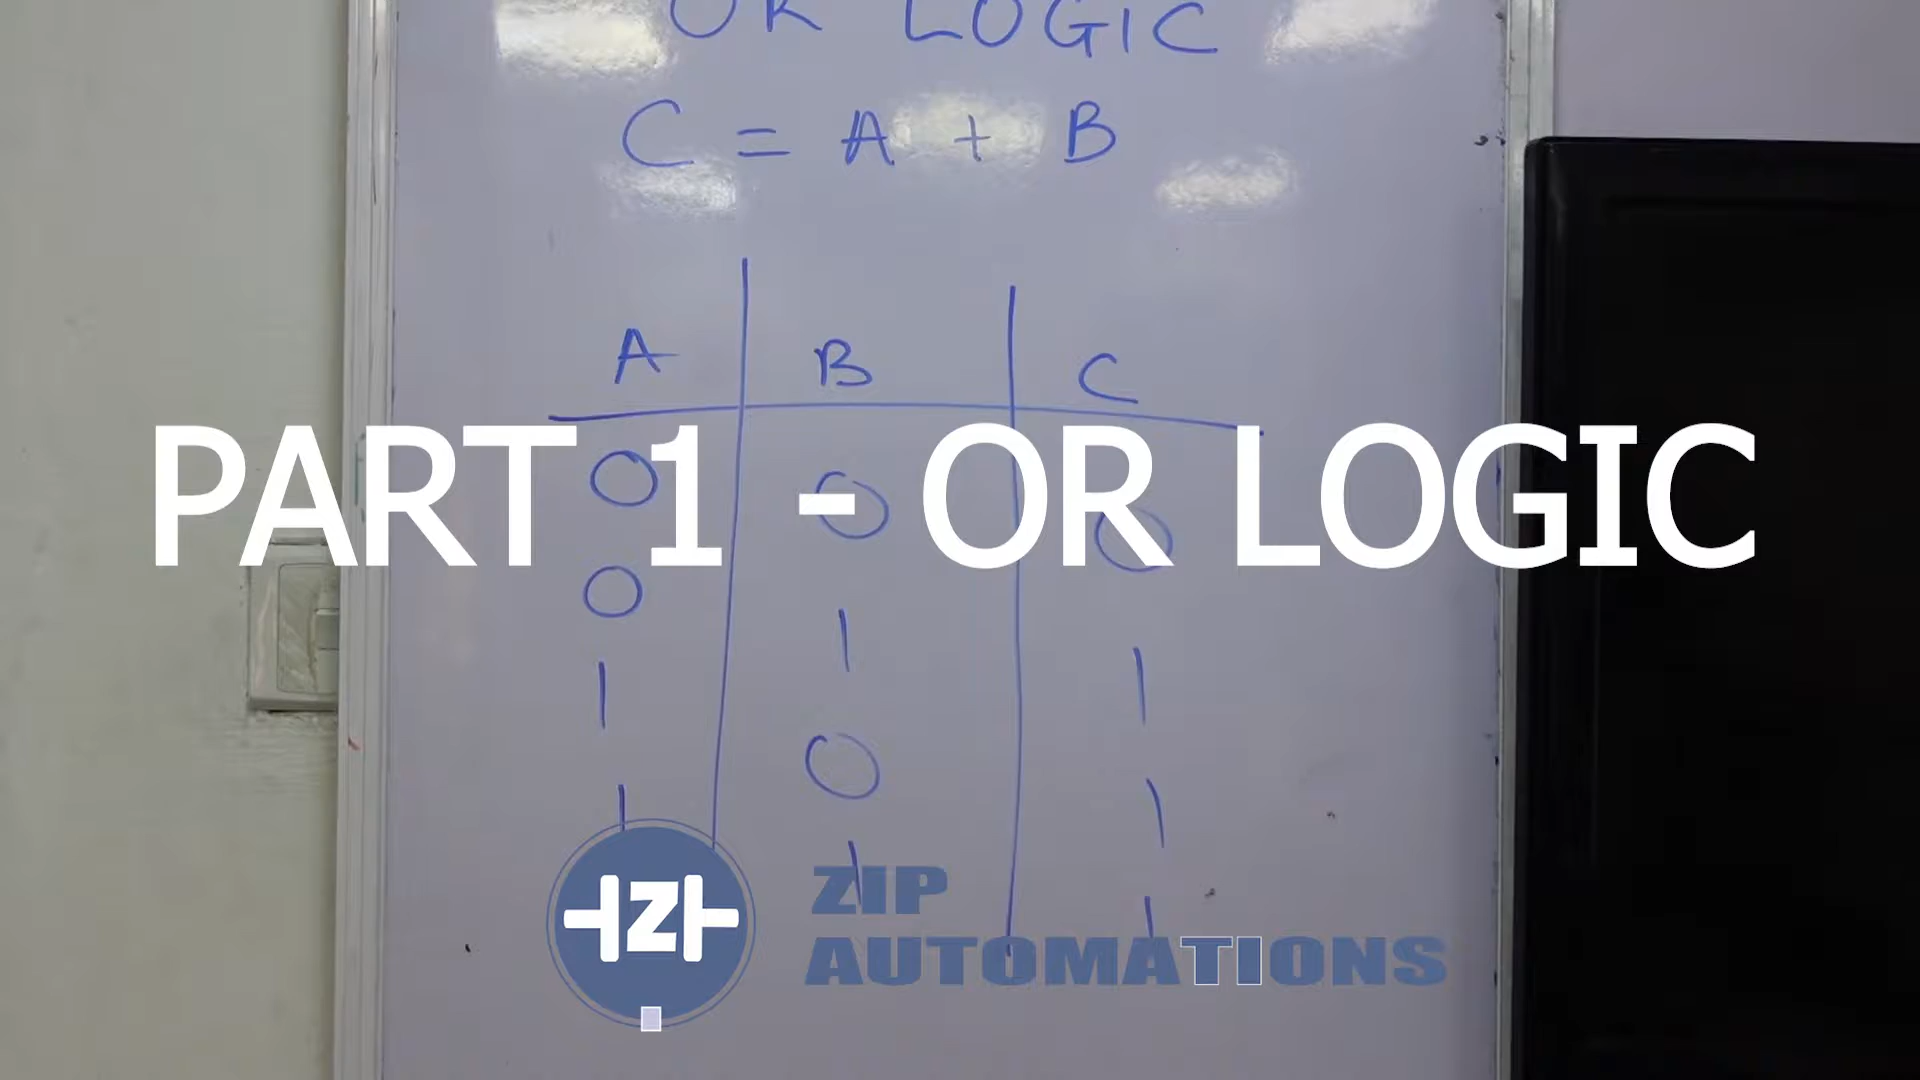 OR LOGIC
C = A + B
A B C
PART 1 - OR LOGIC
0 0 0
0 1 1
1 0 1
1 1 1
Z
ZIP
AUTOMATIONS